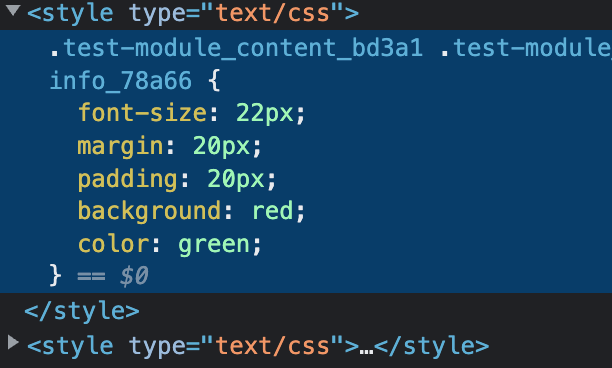 <style type="text/css">
.test-module_content_bd3a1 .test-module_
info_78a66 {
font-size: 22px;
margin: 20px;
padding: 20px;
background: red;
color: green;
} == $0
</style>
<style type="text/css">…</style>